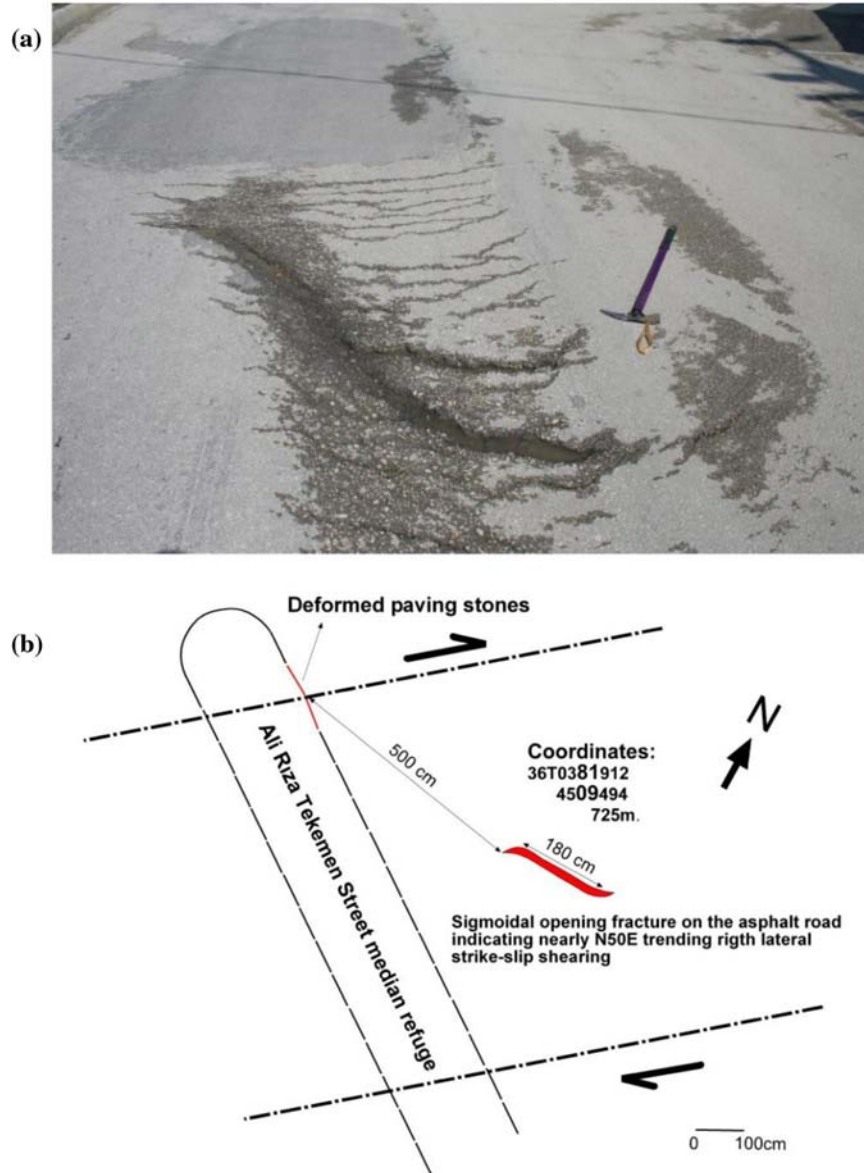 (a)
(b)
Deformed paving stones
N
Ali Rıza Tekemen Street median refuge
500 cm
Coordinates:
36T0381912
4509494
725m.
180 cm
Sigmoidal opening fracture on the asphalt road
indicating nearly N50E trending rigth lateral
strike-slip shearing
0 100cm